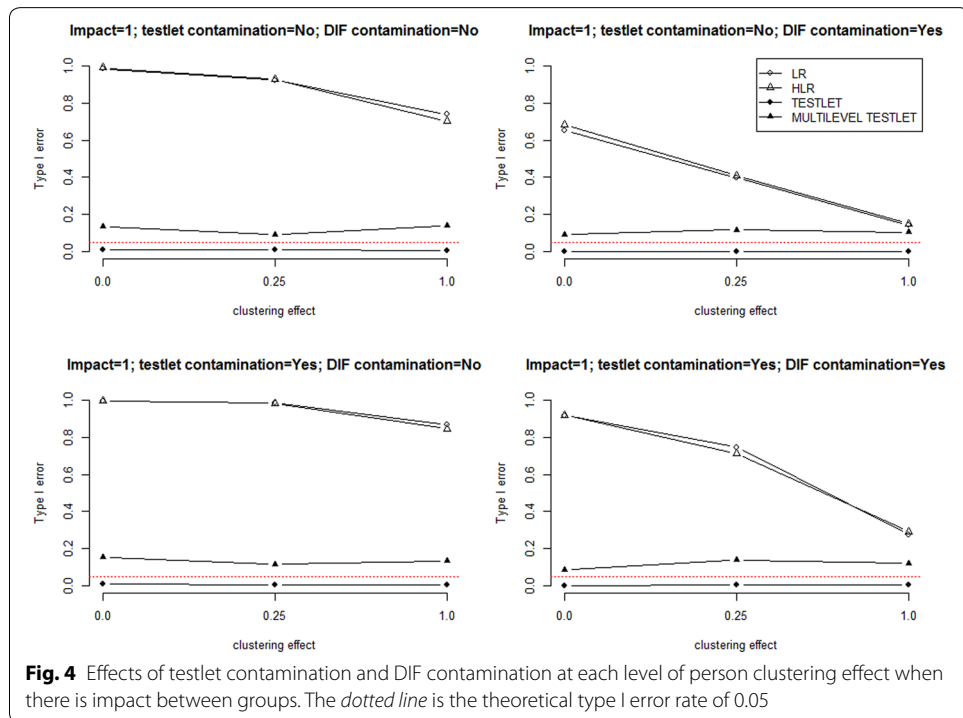 Impact=1; testlet contamination=No; DIF contamination=No
Type I error
1.0
0.8
0.6
0.4
0.2
0.0
0.0 0.25 1.0
clustering effect
Impact=1; testlet contamination=No; DIF contamination=Yes
Type I error
1.0
0.8
0.6
0.4
0.2
0.0
LR
HLR
TESTLET
MULTILEVEL TESTLET
0.0 0.25 1.0
clustering effect
Impact=1; testlet contamination=Yes; DIF contamination=No
Type I error
1.0
0.8
0.6
0.4
0.2
0.0
0.0 0.25 1.0
clustering effect
Impact=1; testlet contamination=Yes; DIF contamination=Yes
Type I error
1.0
0.8
0.6
0.4
0.2
0.0
0.0 0.25 1.0
clustering effect
Fig. 4 Effects of testlet contamination and DIF contamination at each level of person clustering effect when
there is impact between groups. The dotted line is the theoretical type I error rate of 0.05